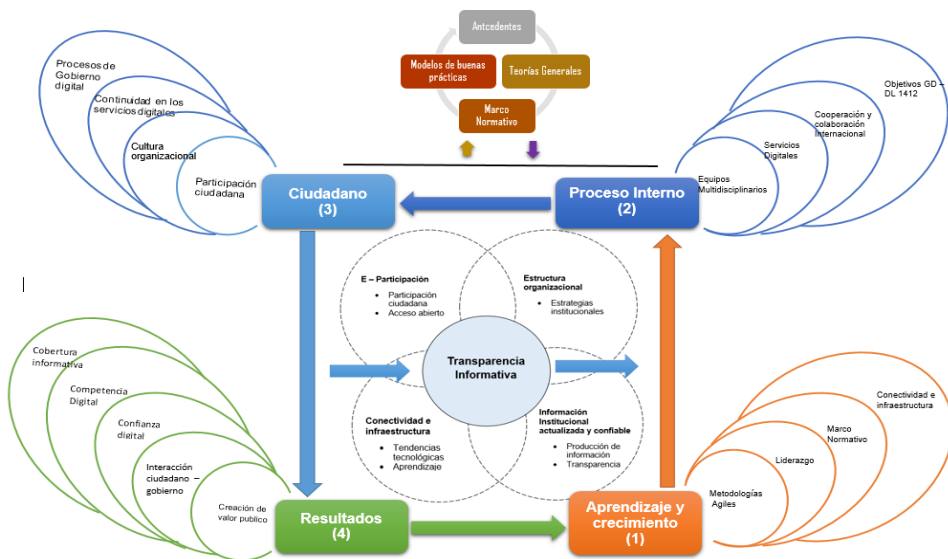 Antcedentes
Modelos de buenas
prácticas
Teorías Generales
Marco
Normativo
Procesos de
Gobierno
digital
Continuidad en los
servicios digitales
Cultura
organizacional
Participación
ciudadana
Ciudadano
(3)
Proceso Interno
(2)
Objetivos GD –
DL 1412
Cooperación y
colaboración
Internacional
Servicios
Digitales
Equipos
Multidisciplinarios
E – Participación
• Participación
ciudadana
• Acceso abierto
Estructura
organizacional
• Estrategias
institucionales
Transparencia
Informativa
Conectividad e
infraestructura
• Tendencias
tecnológicas
• Aprendizaje
Información
Institucional
actualizada y confiable
• Producción de
información
• Transparencia
Cobertura
informativa
Competencia
Digital
Confianza
digital
Interacción
ciudadano –
gobierno
Creación de
valor publico
Resultados
(4)
Aprendizaje y
crecimiento
(1)
Conectividad e
infraestructura
Marco
Normativo
Liderazgo
Metodologías
Agiles